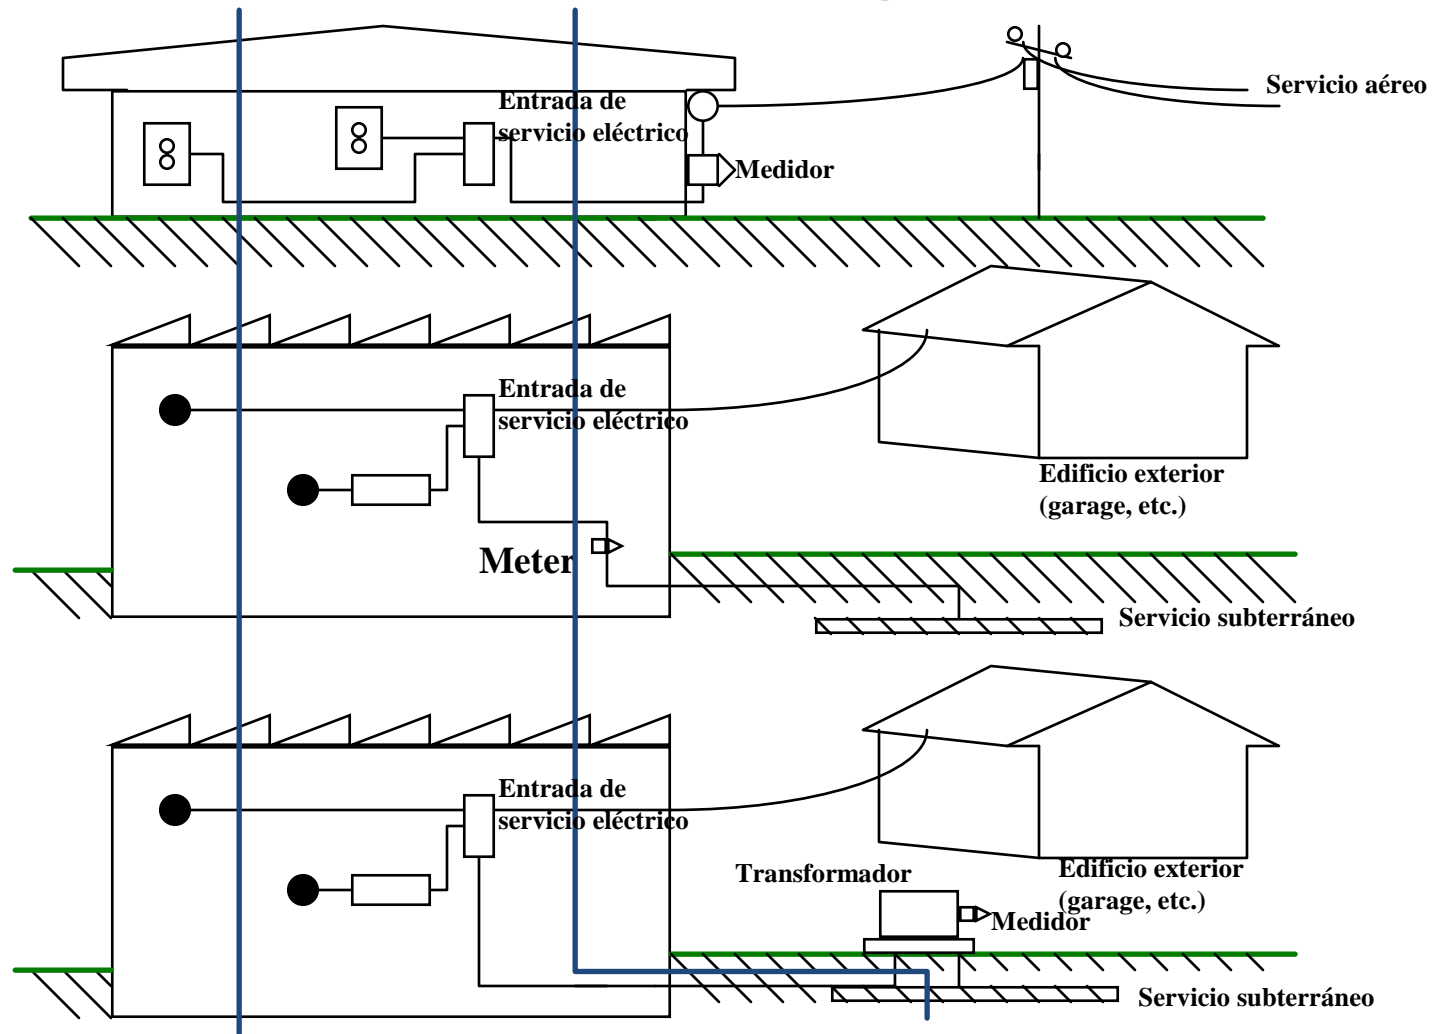 Servicio aéreo
Entrada de
servicio eléctrico
Medidor
Entrada de
servicio eléctrico
Edificio exterior
(garage, etc.)
Meter
Servicio subterráneo
Entrada de
servicio eléctrico
Transformador
Edificio exterior
(garage, etc.)
Medidor
Servicio subterráneo